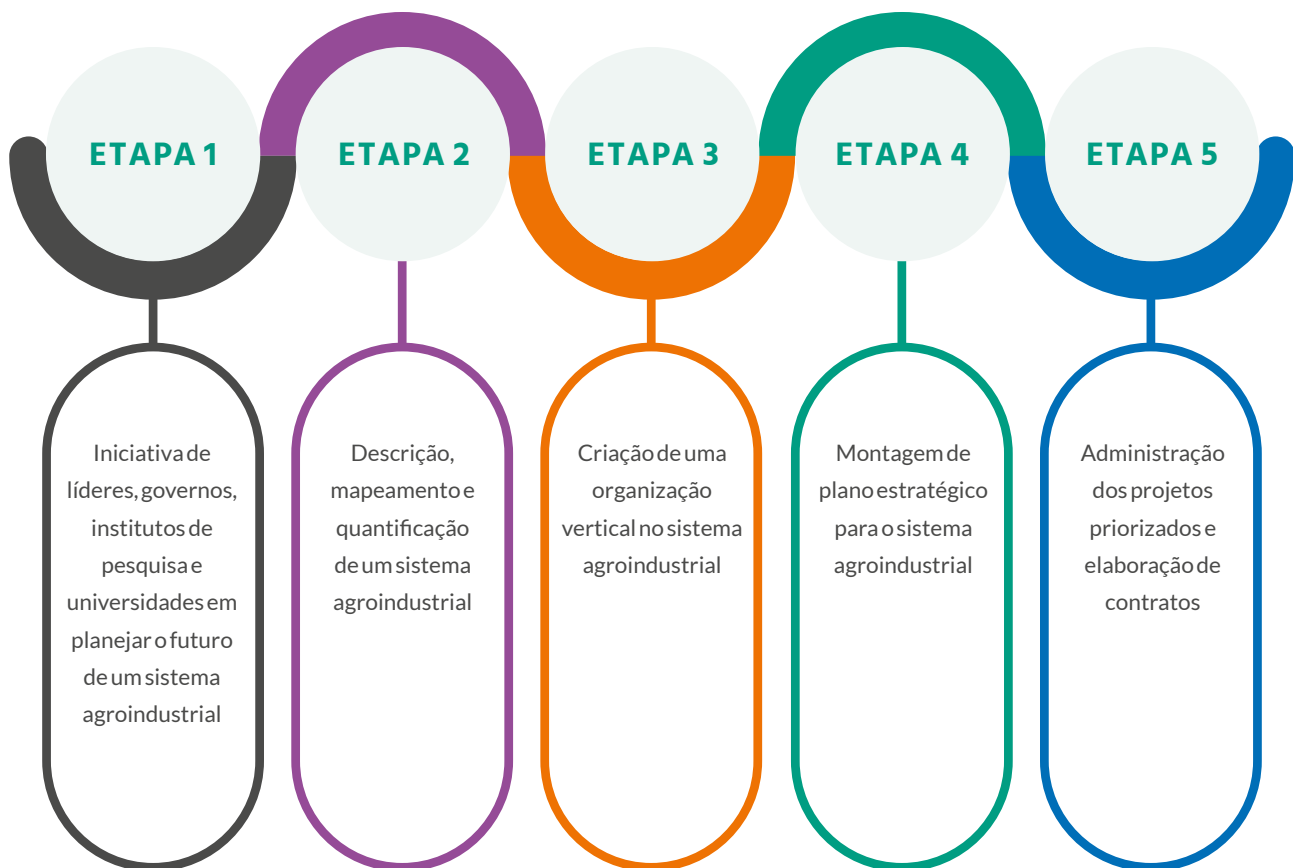 ETAPA 1
Iniciativa de
líderes, governos,
institutos de
pesquisa e
universidades em
planejar o futuro
de um sistema
agroindustrial
ETAPA 2
Descrição,
mapeamento e
quantificação
de um sistema
agroindustrial
ETAPA 3
Criação de uma
organização
vertical no sistema
agroindustrial
ETAPA 4
Montagem de
plano estratégico
para o sistema
agroindustrial
ETAPA 5
Administração
dos projetos
priorizados e
elaboração de
contratos